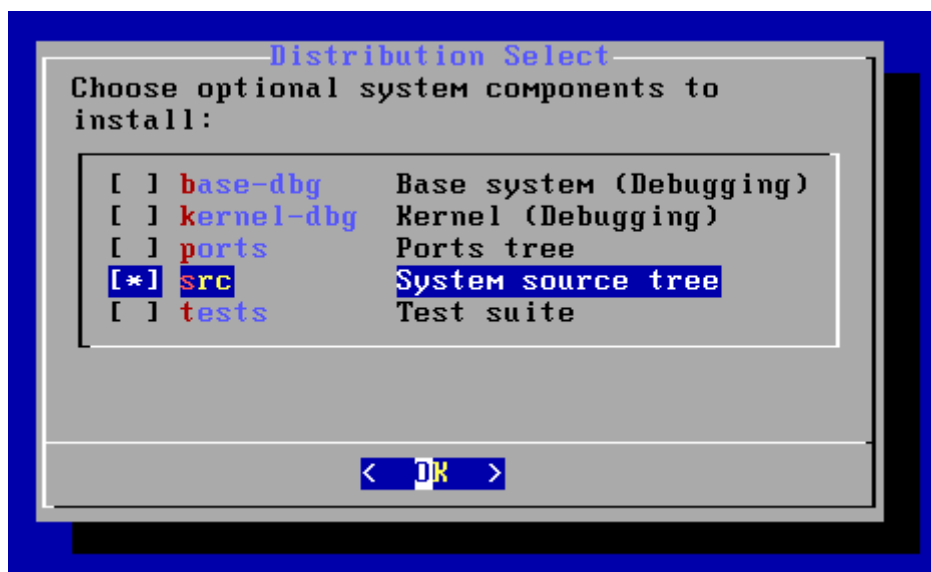 Distribution Select
Choose optional system components to
install:
[ ] base-dbg Base system (Debugging)
[ ] kernel-dbg Kernel (Debugging)
[ ] ports Ports tree
[*] src System source tree
[ ] tests Test suite
< OK >